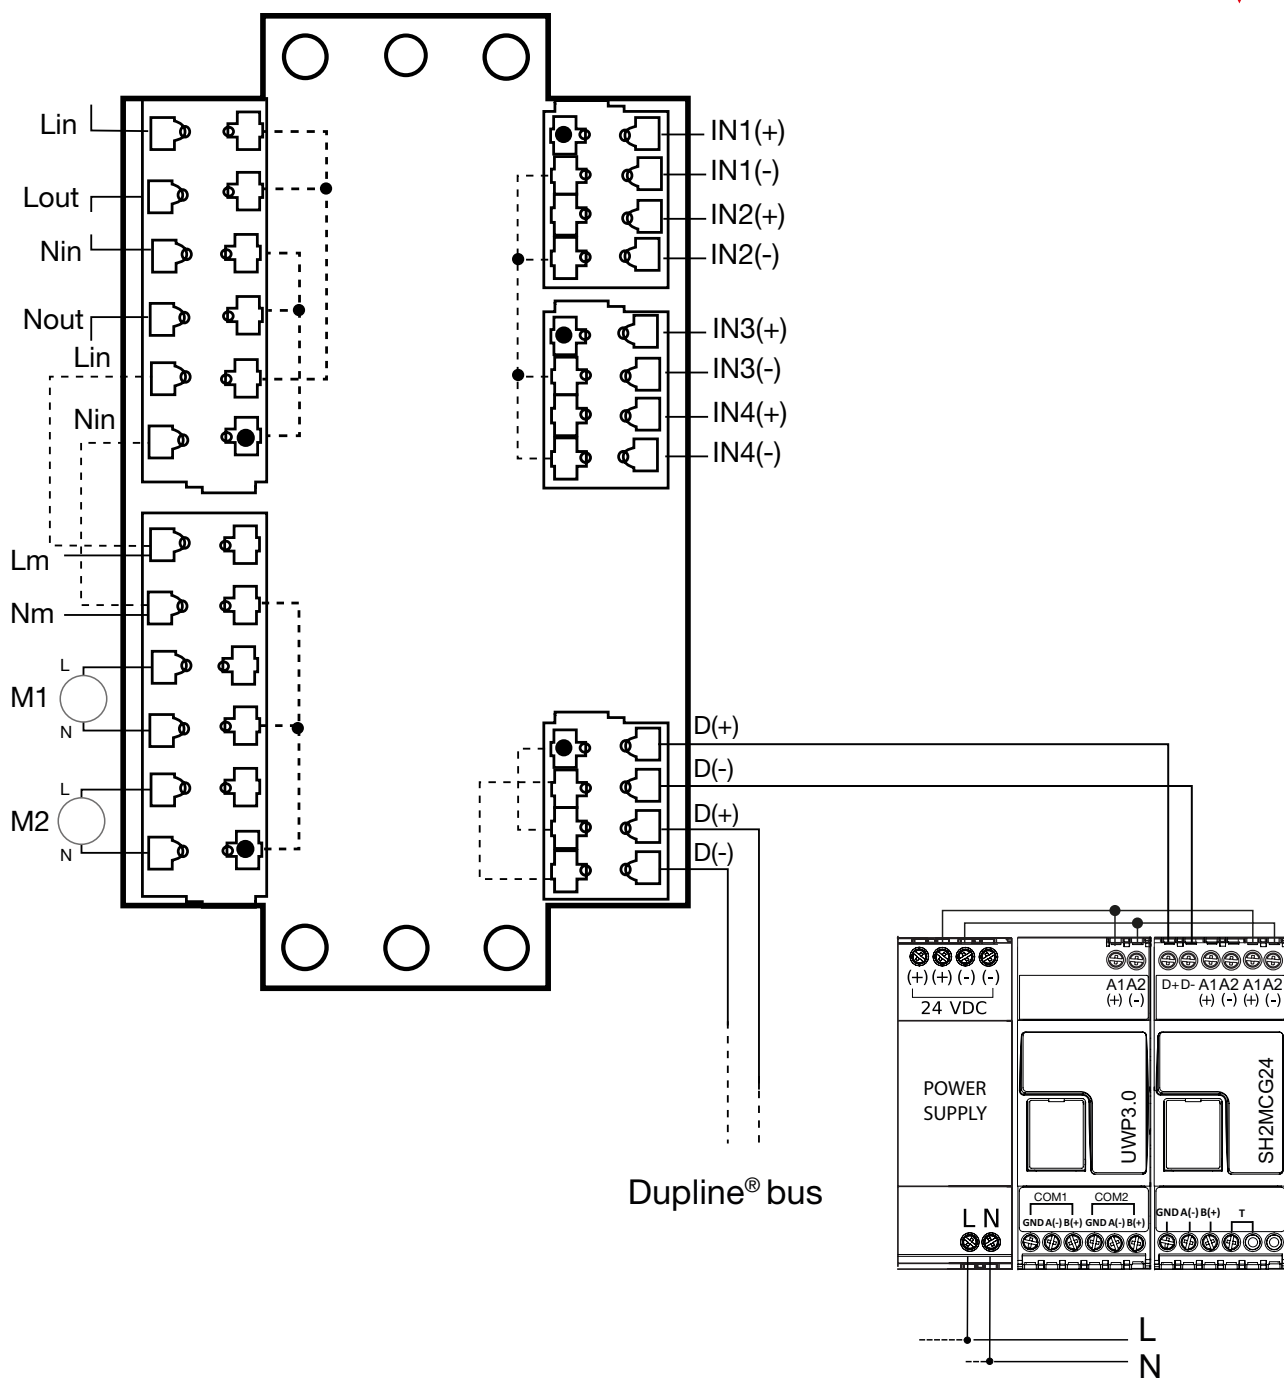 Lin
Lout
Nin
Nout
Lin
Nin
Lm
Nm
L
M1
N
L
M2
N
IN1(+)
IN1(-)
IN2(+)
IN2(-)
IN3(+)
IN3(-)
IN4(+)
IN4(-)
D(+)
D(-)
D(+)
D(-)
Dupline® bus
(+) (+) (-) (-)
24 VDC
POWER
SUPPLY
L N
A1 A2
(+) (-)
UWP3.0
COM1 COM2
GND A(-) B(+) GND A(-) B(+)
D+ D- A1 A2 A1 A2
(+) (-) (+) (-)
SH2MCG24
GND A(-) B(+) T
L
N